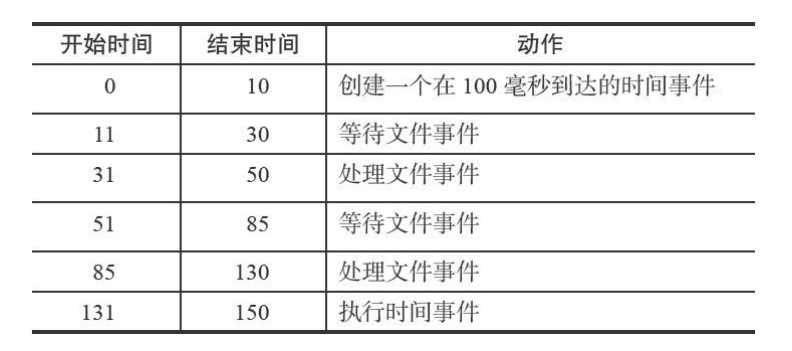 开始时间 结束时间 动作
0 10 创建一个在 100 毫秒到达的时间事件
11 30 等待文件事件
31 50 处理文件事件
51 85 等待文件事件
85 130 处理文件事件
131 150 执行时间事件